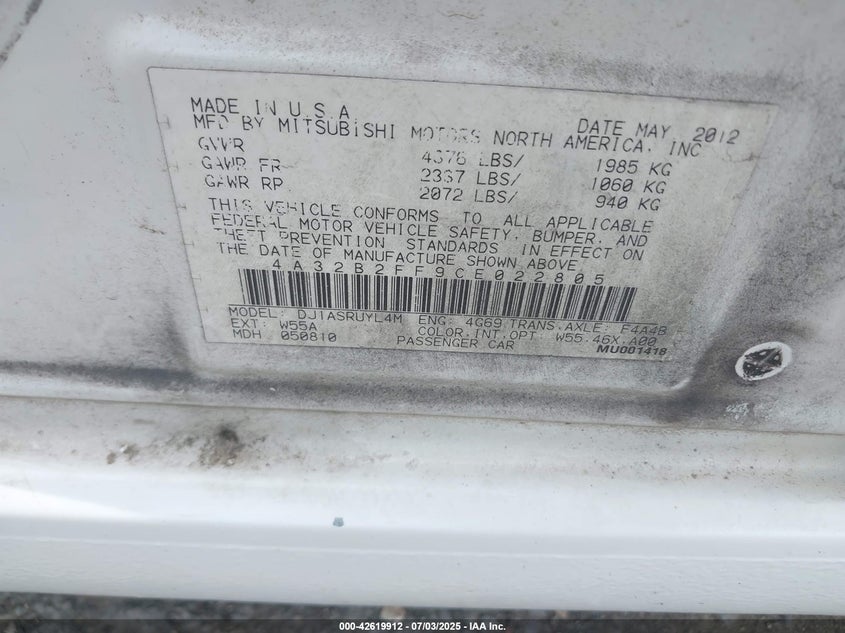 MADE IN U.S.A DATE MAY 2012
MFD BY MITSUBISHI MOTORS NORTH AMERICA, INC
GVWR 4376 LBS/ 1985 KG
GAWR FR 2337 LBS/ 1060 KG
GAWR RR 2072 LBS/ 940 KG
THIS VEHICLE CONFORMS TO ALL APPLICABLE
FEDERAL MOTOR VEHICLE SAFETY, BUMPER, AND
THEFT PREVENTION STANDARDS IN EFFECT ON
THE DATE OF MANUFACTURE SHOWN ABOVE
4A32B2FF9CE022805
MODEL: DJ1ASRUYL4M ENG: 4G69 TRANS.AXLE: F4A4B
EXT: W55A COLOR.INT.OPT: W55.46X.A00
MDH 050810 PASSENGER CAR MU001418
000-42619912 - 07/03/2025 - IAA Inc.